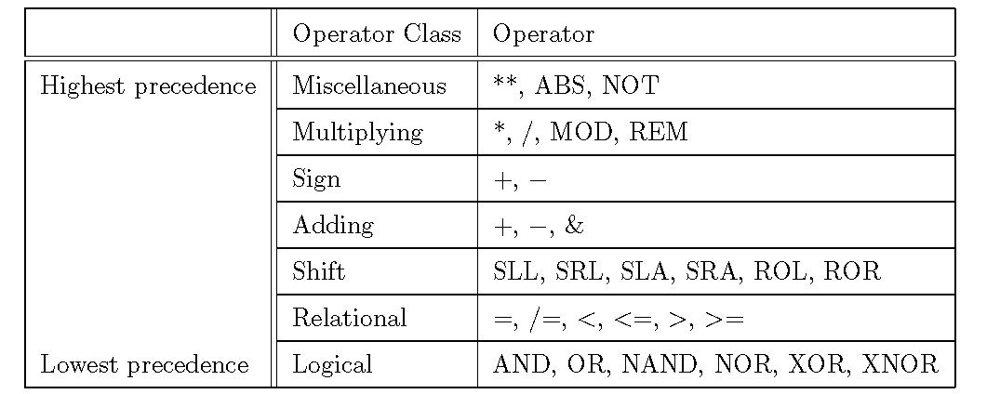 Operator Class Operator
Highest precedence Miscellaneous **, ABS, NOT
Multiplying *, /, MOD, REM
Sign +, −
Adding +, −, &
Shift SLL, SRL, SLA, SRA, ROL, ROR
Relational =, /=, <, <=, >, >=
Lowest precedence Logical AND, OR, NAND, NOR, XOR, XNOR